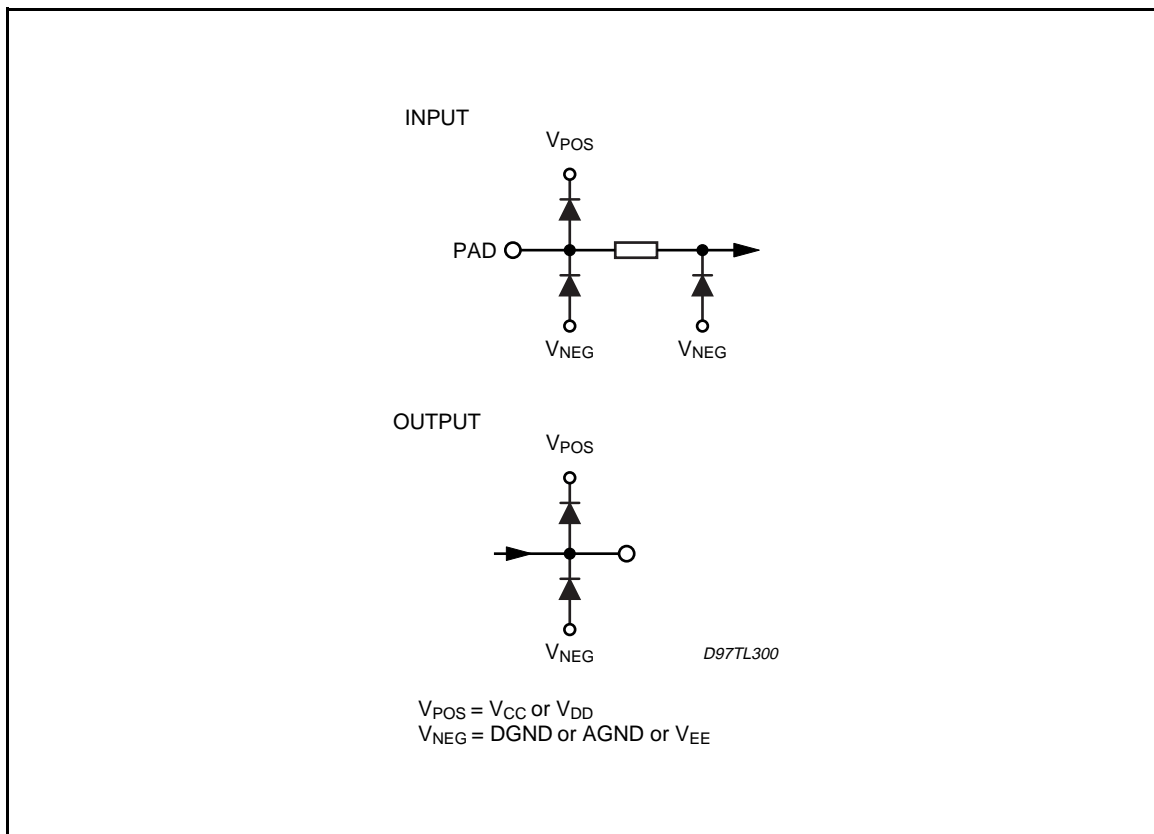 INPUT
VPOS
PAD
VNEG VNEG
OUTPUT
VPOS
VNEG
D97TL300
VPOS = VCC or VDD
VNEG = DGND or AGND or VEE